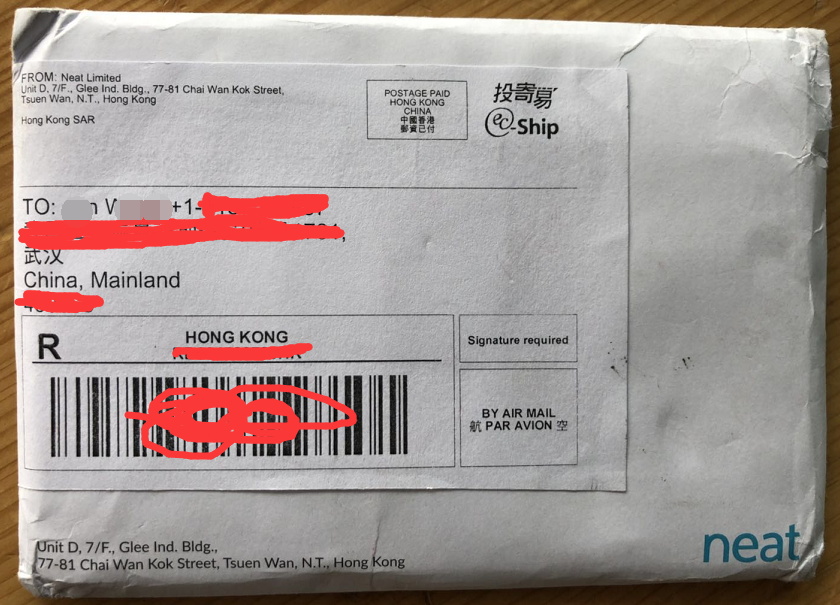 FROM: Neat Limited
Unit D, 7/F., Glee Ind. Bldg., 77-81 Chai Wan Kok Street,
Tsuen Wan, N.T., Hong Kong
Hong Kong SAR
POSTAGE PAID
HONG KONG
CHINA
中國香港
郵資已付
投寄易
ec-Ship
TO:
+1-
武汉
China, Mainland
R
HONG KONG
Signature required
BY AIR MAIL
航 PAR AVION 空
Unit D, 7/F., Glee Ind. Bldg.,
77-81 Chai Wan Kok Street, Tsuen Wan, N.T., Hong Kong
neat